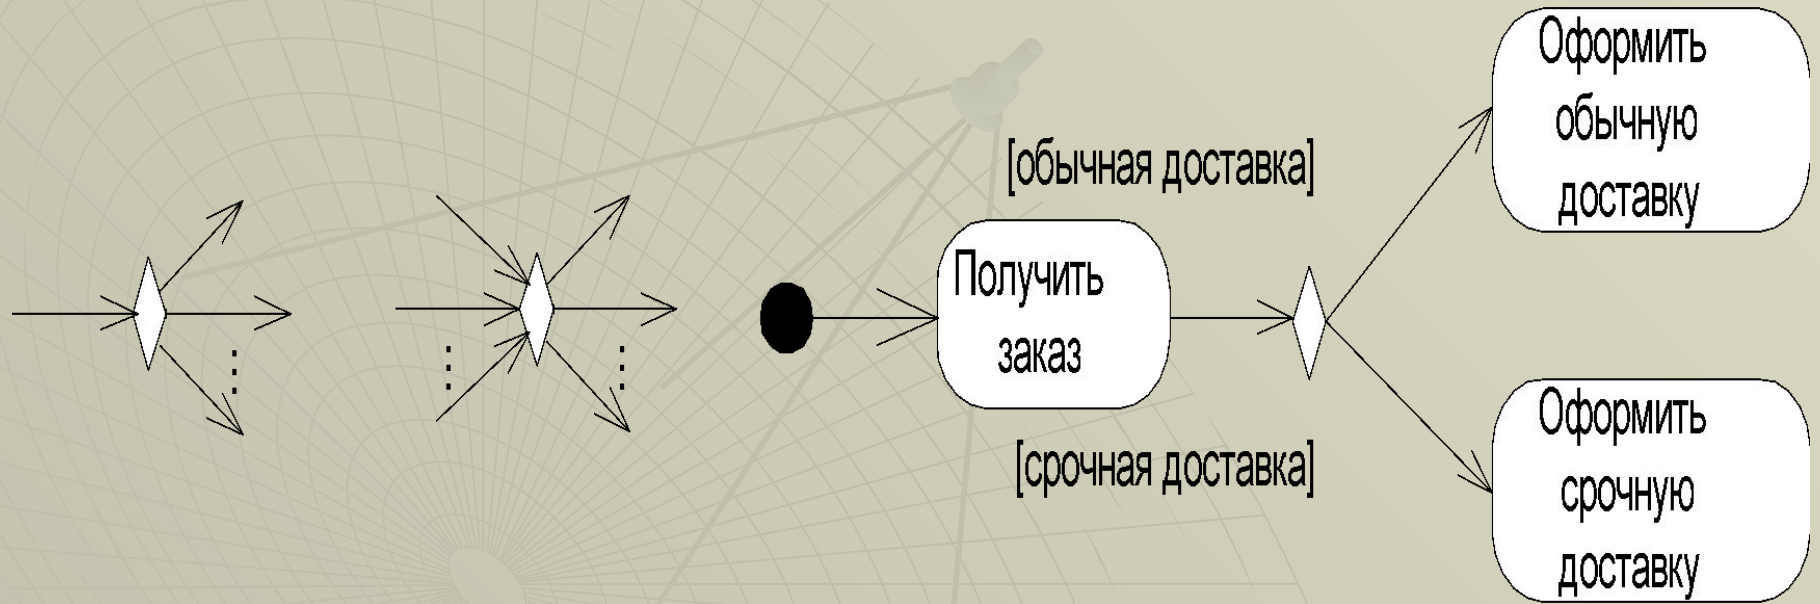 [обычная доставка]
Получить
заказ
[срочная доставка]
Оформить
обычную
доставку
Оформить
срочную
доставку